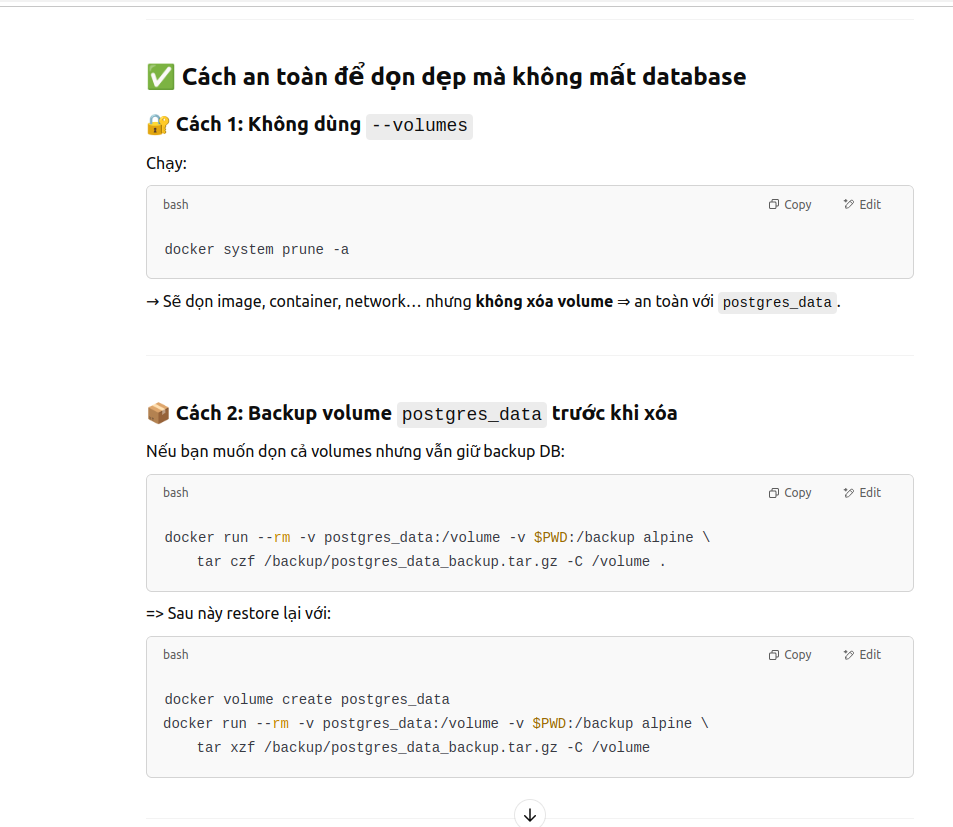 ✅ Cách an toàn để dọn dẹp mà không mất database
🔐 Cách 1: Không dùng --volumes
Chạy:
bash
Copy
Edit
docker system prune -a
→ Sẽ dọn image, container, network… nhưng không xóa volume ⇒ an toàn với postgres_data.
📦 Cách 2: Backup volume postgres_data trước khi xóa
Nếu bạn muốn dọn cả volumes nhưng vẫn giữ backup DB:
bash
Copy
Edit
docker run --rm -v postgres_data:/volume -v $PWD:/backup alpine \
tar czf /backup/postgres_data_backup.tar.gz -C /volume .
=> Sau này restore lại với:
bash
Copy
Edit
docker volume create postgres_data
docker run --rm -v postgres_data:/volume -v $PWD:/backup alpine \
tar xzf /backup/postgres_data_backup.tar.gz -C /volume